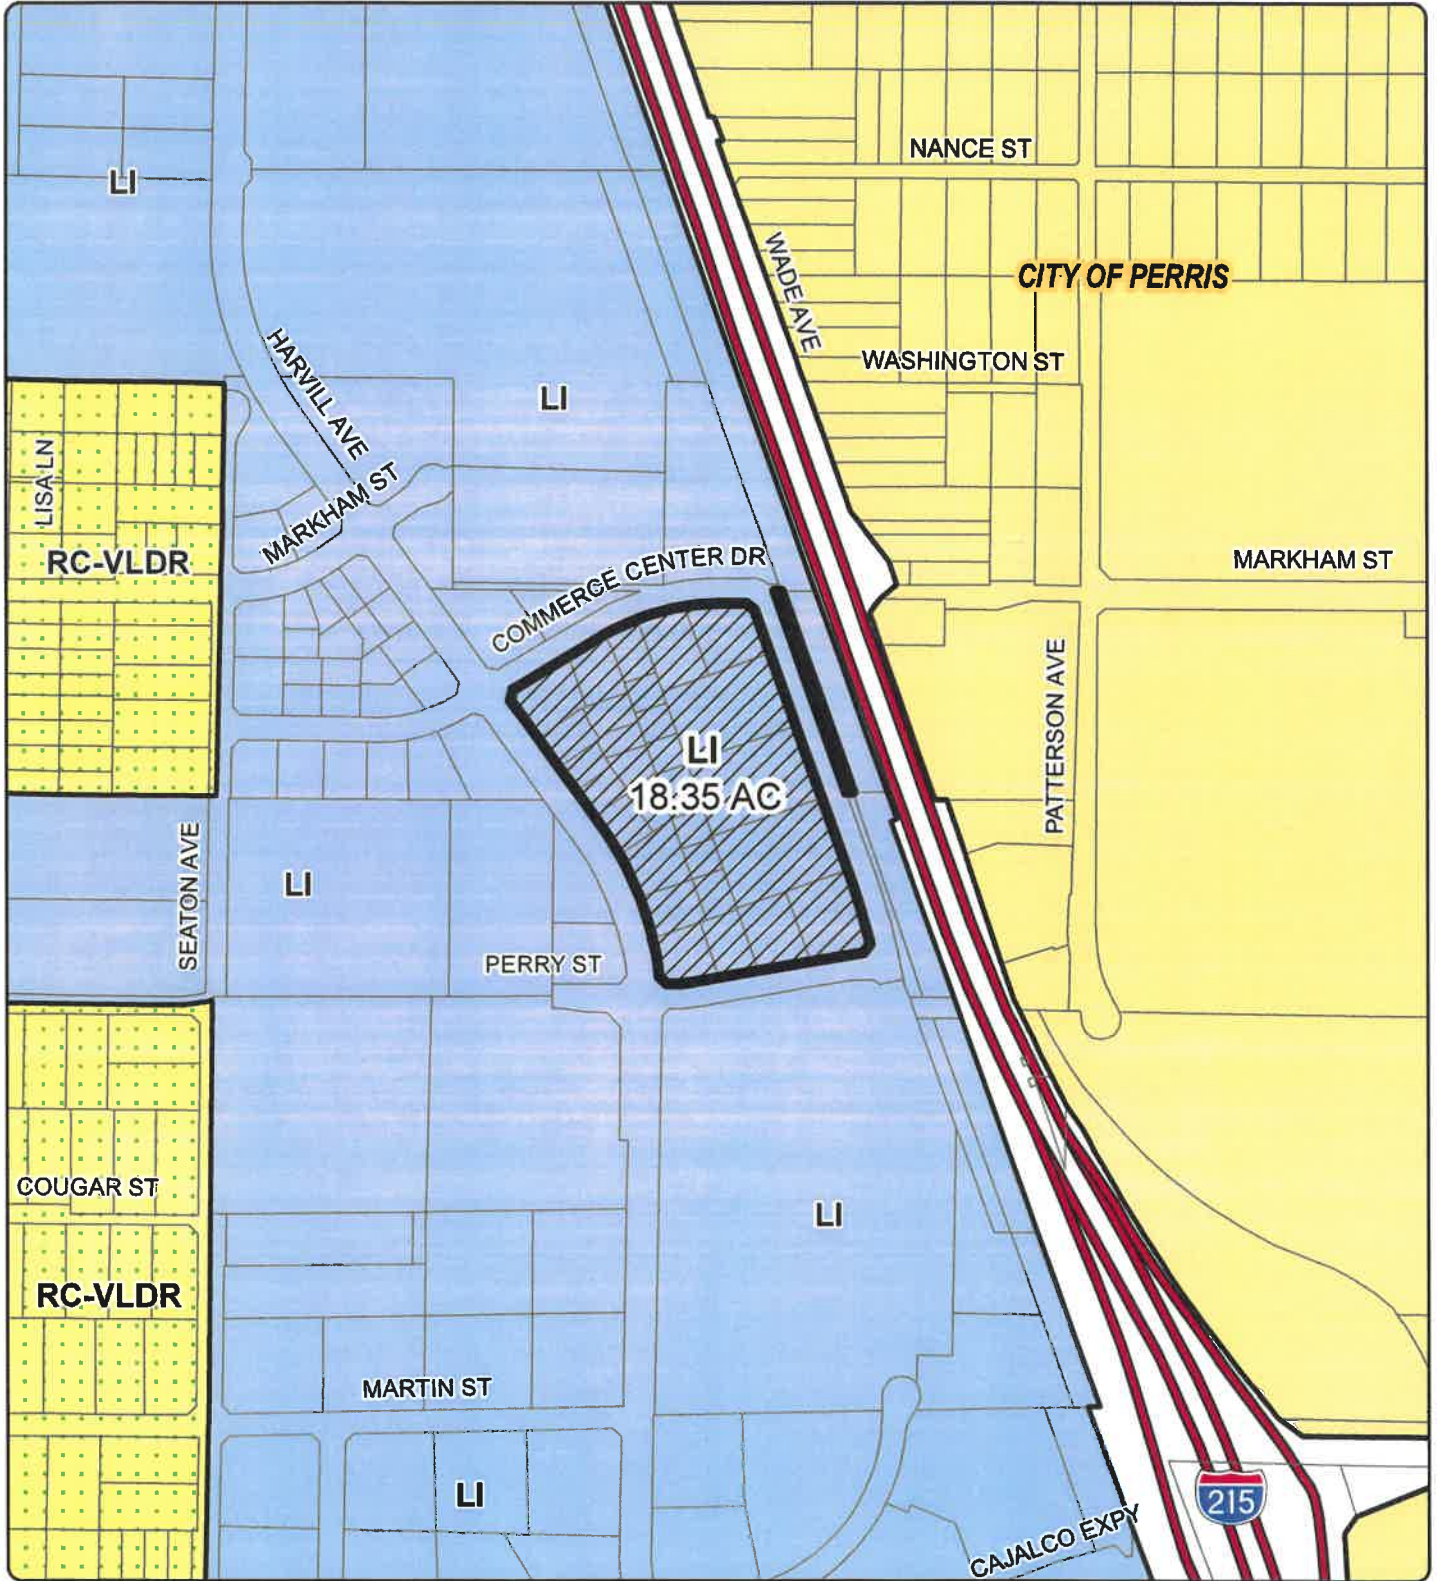 NANCE ST
LI
WADE AVE
CITY OF PERRIS
WASHINGTON ST
HARVILL AVE
LI
LISA LN
MARKHAM ST
RC-VLDR
COMMERCE CENTER DR
MARKHAM ST
PATTERSON AVE
LI
18.35 AC
SEATON AVE
LI
PERRY ST
COUGAR ST
LI
RC-VLDR
MARTIN ST
LI
215
CAJALCO EXPY